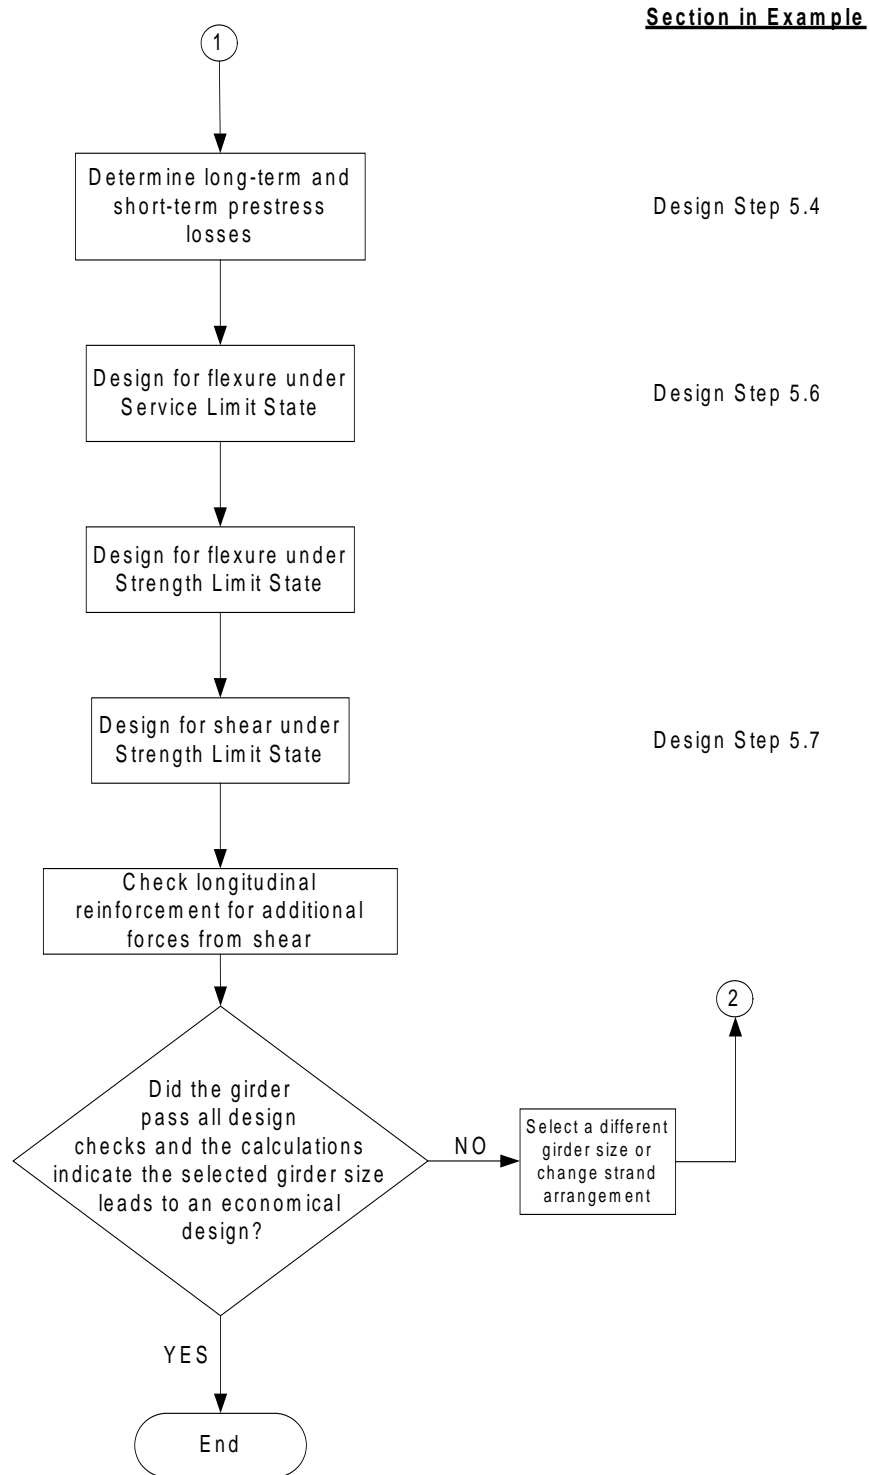 Section in Example
1
Determine long-term and
short-term prestress
losses
Design Step 5.4
Design for flexure under
Service Limit State
Design Step 5.6
Design for flexure under
Strength Limit State
Design for shear under
Strength Limit State
Design Step 5.7
Check longitudinal
reinforcement for additional
forces from shear
2
Did the girder
pass all design
checks and the calculations
indicate the selected girder size
leads to an economical
design?
NO
Select a different
girder size or
change strand
arrangement
YES
End